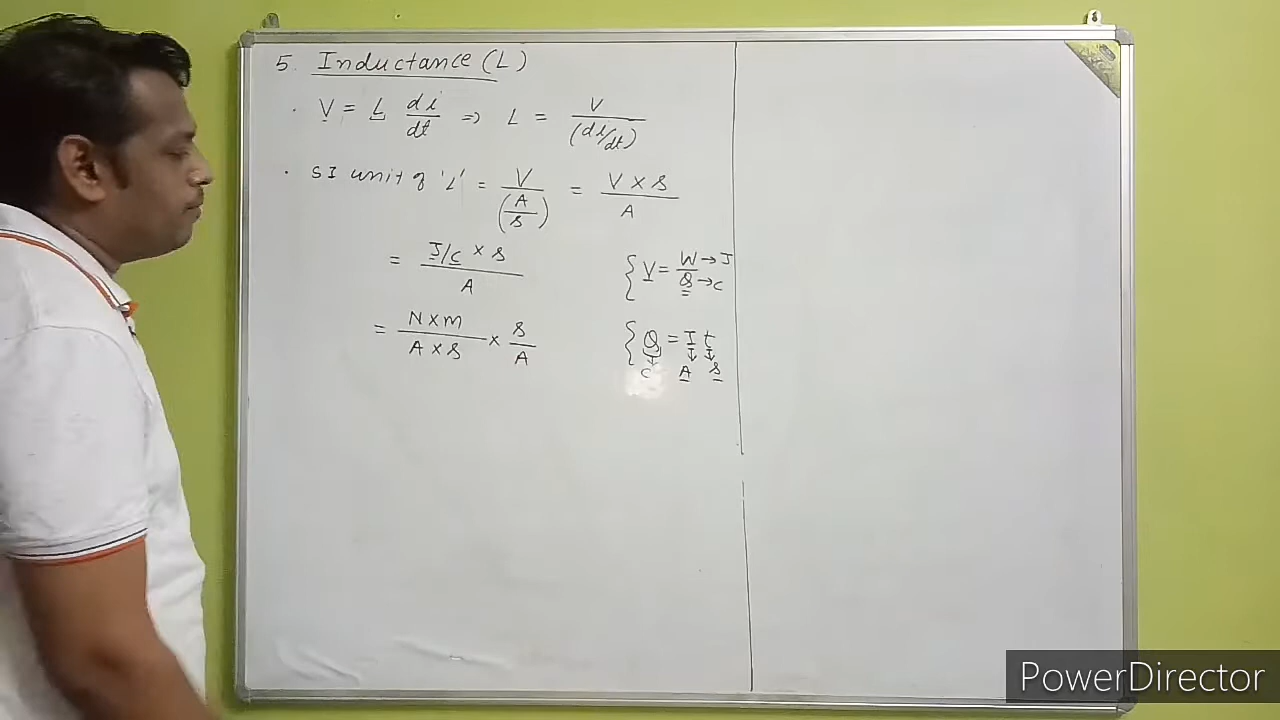 5. Inductance (L)
· V = L di/dt ⇒ L = V/(di/dt)
· SI unit of 'L' = V/(A/s) = V×s/A
= J/C × s/A
{V = W→J/Q→C
= N×m/A×s × s/A
{Q = I t
↓ ↓ ↓
C A s
PowerDirector